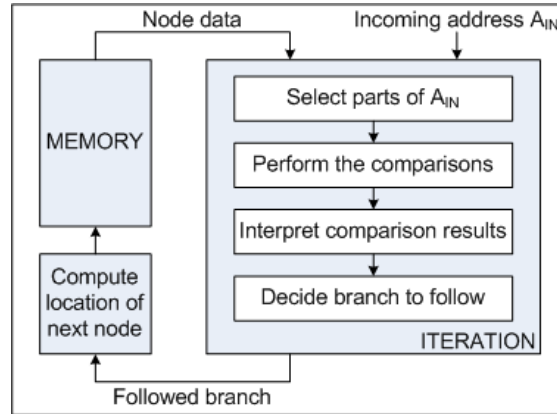 Node data
Incoming address A_IN
MEMORY
Select parts of A_IN
Perform the comparisons
Interpret comparison results
Decide branch to follow
ITERATION
Compute
location of
next node
Followed branch